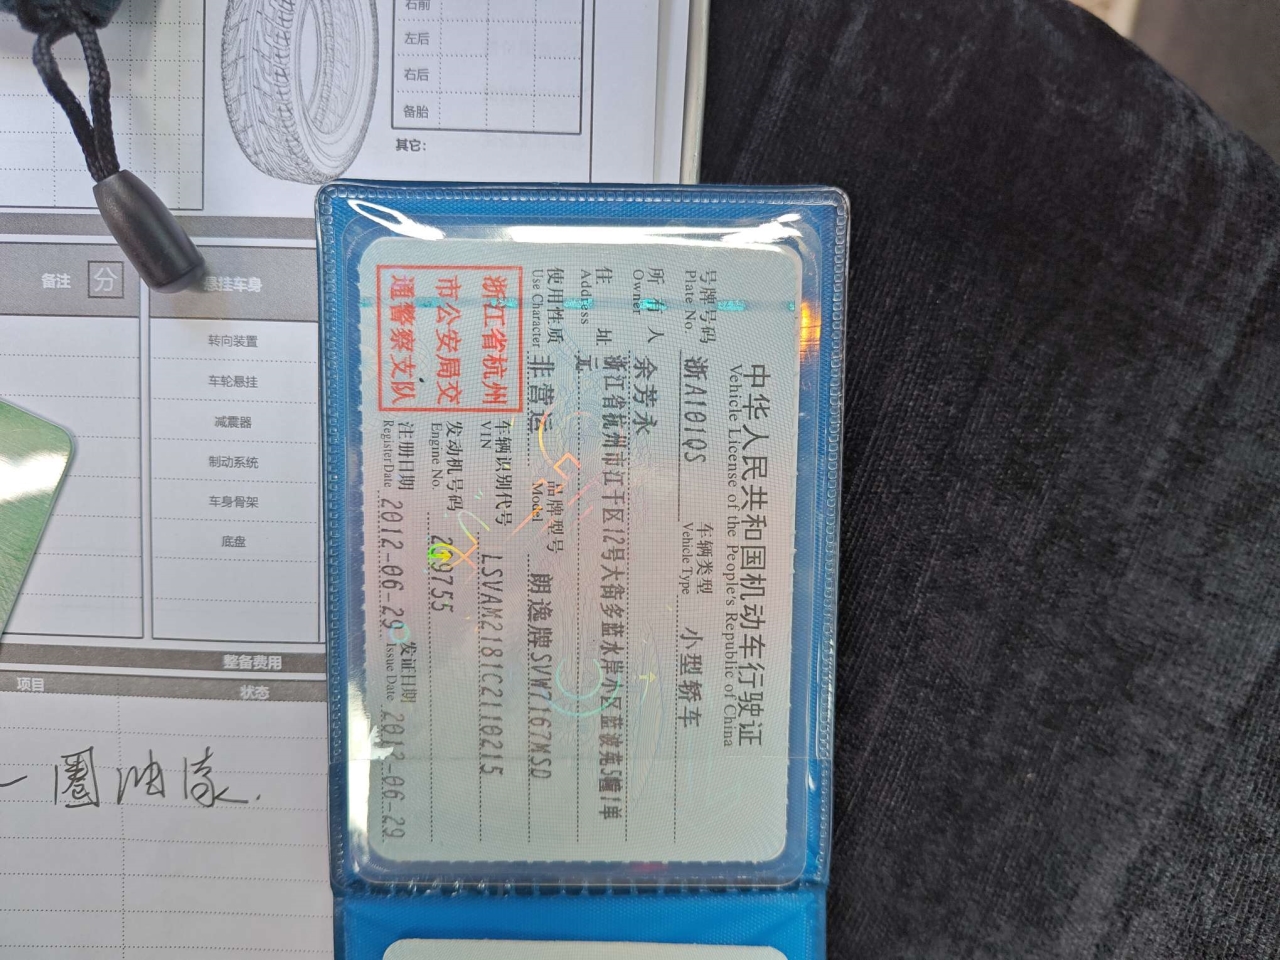 右前
左后
右后
备胎
其它:
备注
分
悬挂车身
转向装置
车轮悬挂
减震器
制动系统
车身骨架
底盘
整备费用
项目
状态
一圈油漆.
中华人民共和国机动车行驶证
Vehicle License of the People's Republic of China
号牌号码
Plate No.
浙A101QS
车辆类型
Vehicle Type
小型轿车
所有人
Owner
余芳永
住址
Address
浙江省杭州市江干区12号大街多蓝水岸小区蓝波苑5幢1单
元
使用性质
Use Character
非营运
品牌型号
Model
朗逸牌SVW7167MSD
浙江省杭州
市公安局交
通警察支队
车辆识别代号
VIN
LSVAM2181C2110215
发动机号码
Engine No.
注册日期
Register Date
2012-06-29
发证日期
Issue Date
2012-06-29